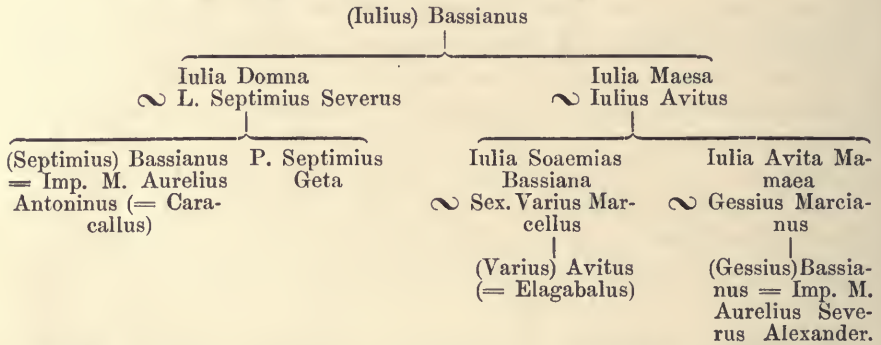 (Iulius) Bassianus
Iulia Domna
∾ L. Septimius Severus
Iulia Maesa
∾ Iulius Avitus
(Septimius) Bassianus
= Imp. M. Aurelius
Antoninus (= Cara-
callus)
P. Septimius
Geta
Iulia Soaemias
Bassiana
∾ Sex. Varius Mar-
cellus
Iulia Avita Ma-
maea
∾ Gessius Marcia-
nus
(Varius) Avitus
(= Elagabalus)
(Gessius) Bassia-
nus = Imp. M.
Aurelius Seve-
rus Alexander.